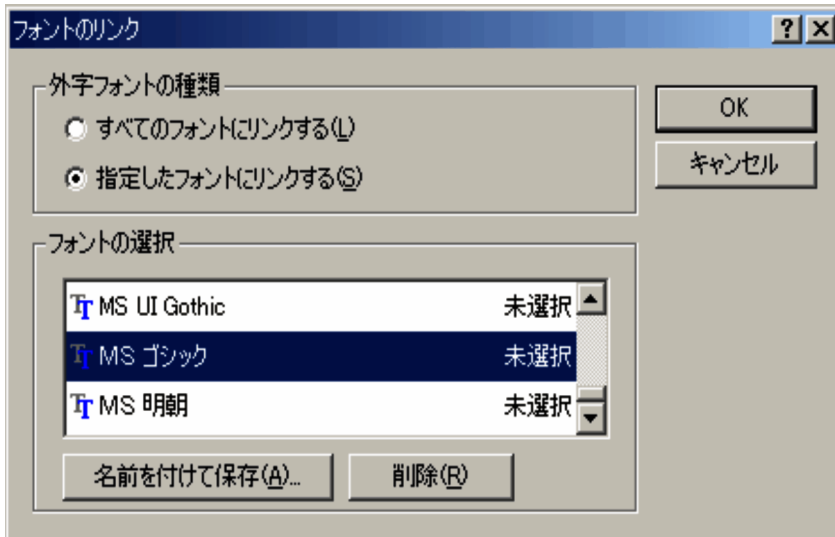 フォントのリンク
外字フォントの種類
すべてのフォントにリンクする(L)
指定したフォントにリンクする(S)
OK
キャンセル
フォントの選択
MS UI Gothic 未選択
MS ゴシック 未選択
MS 明朝 未選択
名前を付けて保存(A)... 削除(R)